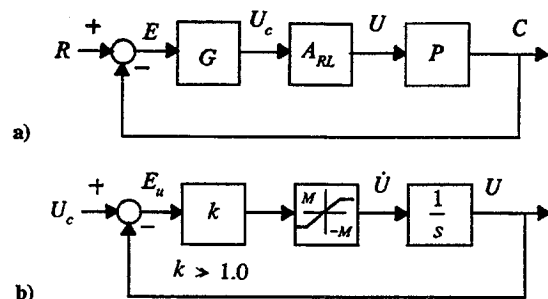 R + − E G U_c A_RL U P C
a)
U_c + − E_u k M −M U̇ 1/s U
k > 1.0
b)